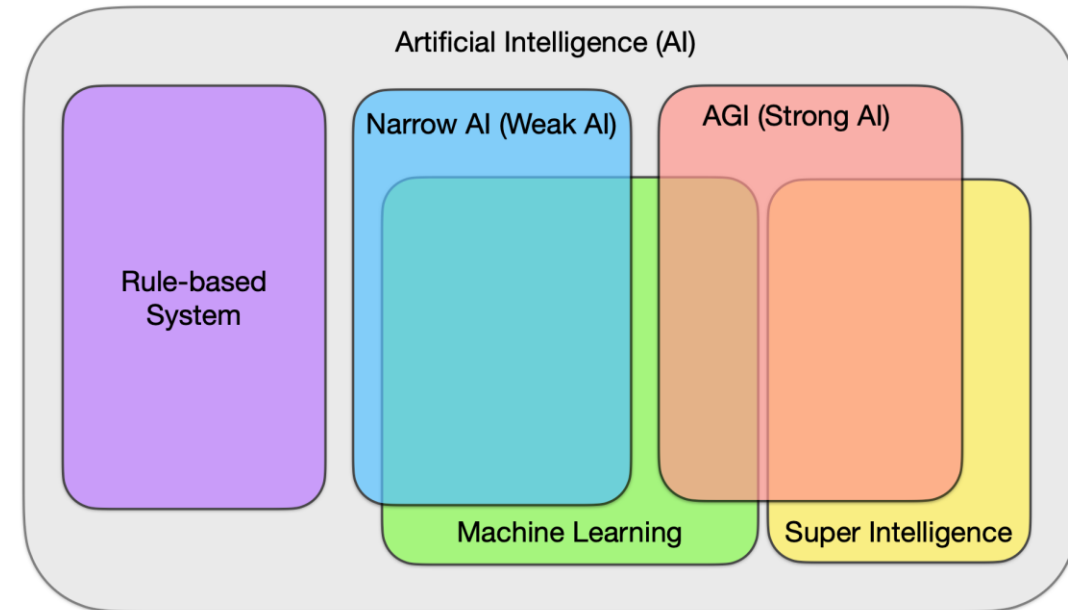 Artificial Intelligence (AI)
Narrow AI (Weak AI)
AGI (Strong AI)
Rule-based
System
Machine Learning
Super Intelligence